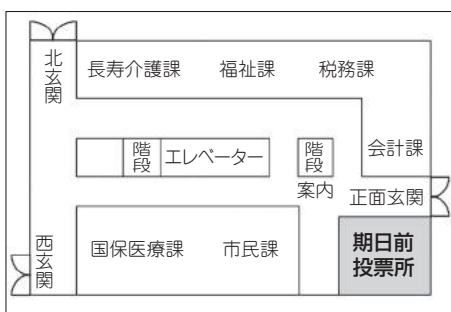 北玄関
長寿介護課 福祉課 税務課
階段
エレベーター
階段
会計課
案内
正面玄関
西玄関
国保医療課 市民課
期日前
投票所